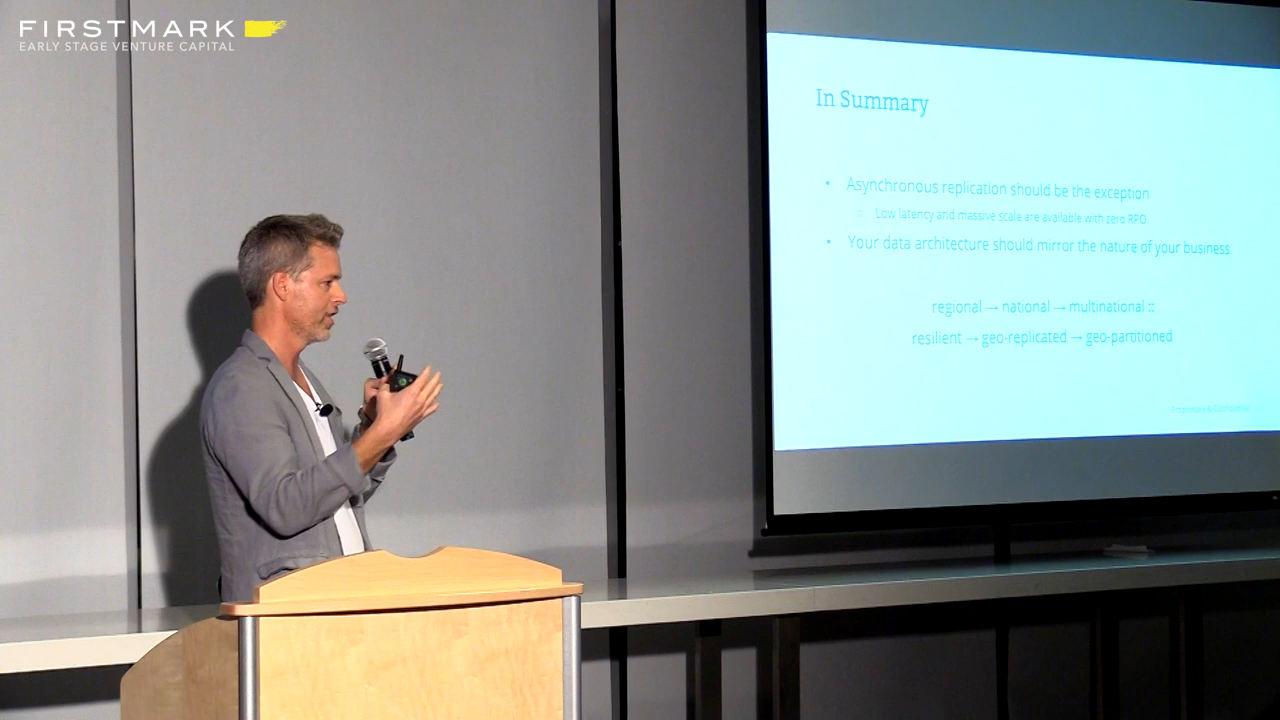 FIRSTMARK
EARLY STAGE VENTURE CAPITAL
In Summary
• Asynchronous replication should be the exception
○ Low latency and massive scale are available with zero RPO
• Your data architecture should mirror the nature of your business
regional → national → multinational ::
resilient → geo-replicated → geo-partitioned
Proprietary & Confidential